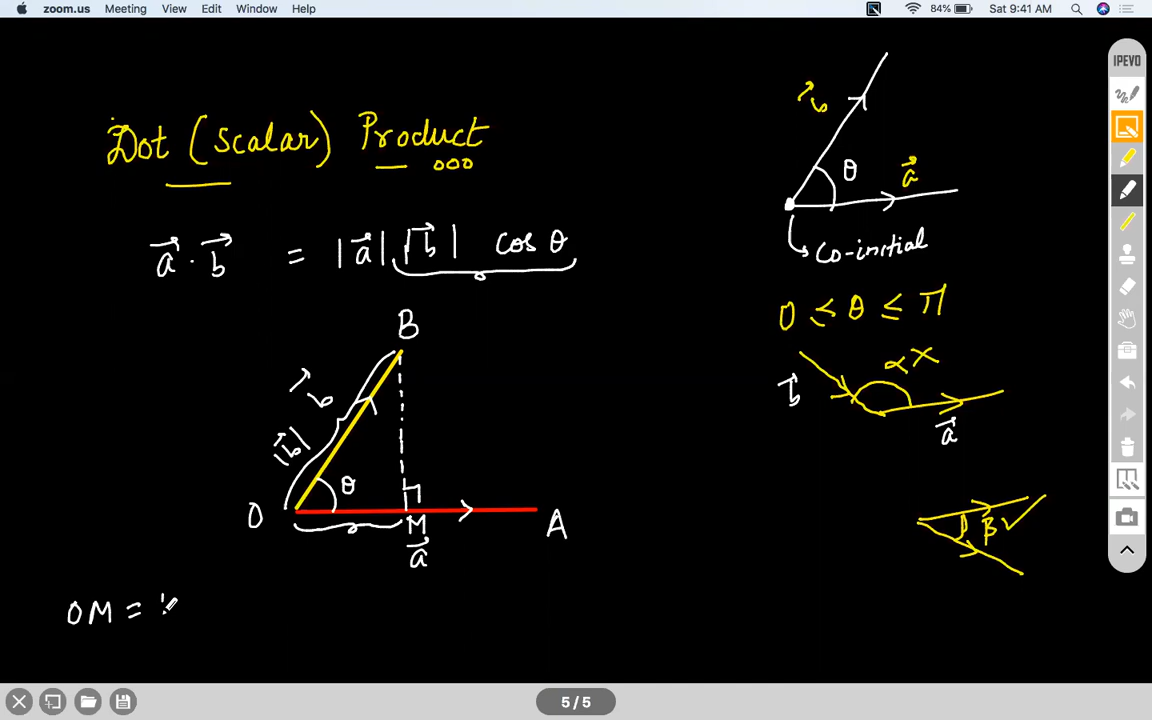 zoom.us Meeting View Edit Window Help 84% Sat 9:41 AM
IPEVO
Dot (Scalar) Product
a⃗ . b⃗ = |a⃗| |b⃗| cos θ
b⃗
θ
a⃗
Co-initial
0 ≤ θ ≤ π
b⃗
α ×
a⃗
β ✓
B
b⃗
|b⃗|
θ
O
M
A
a⃗
OM =
5 / 5